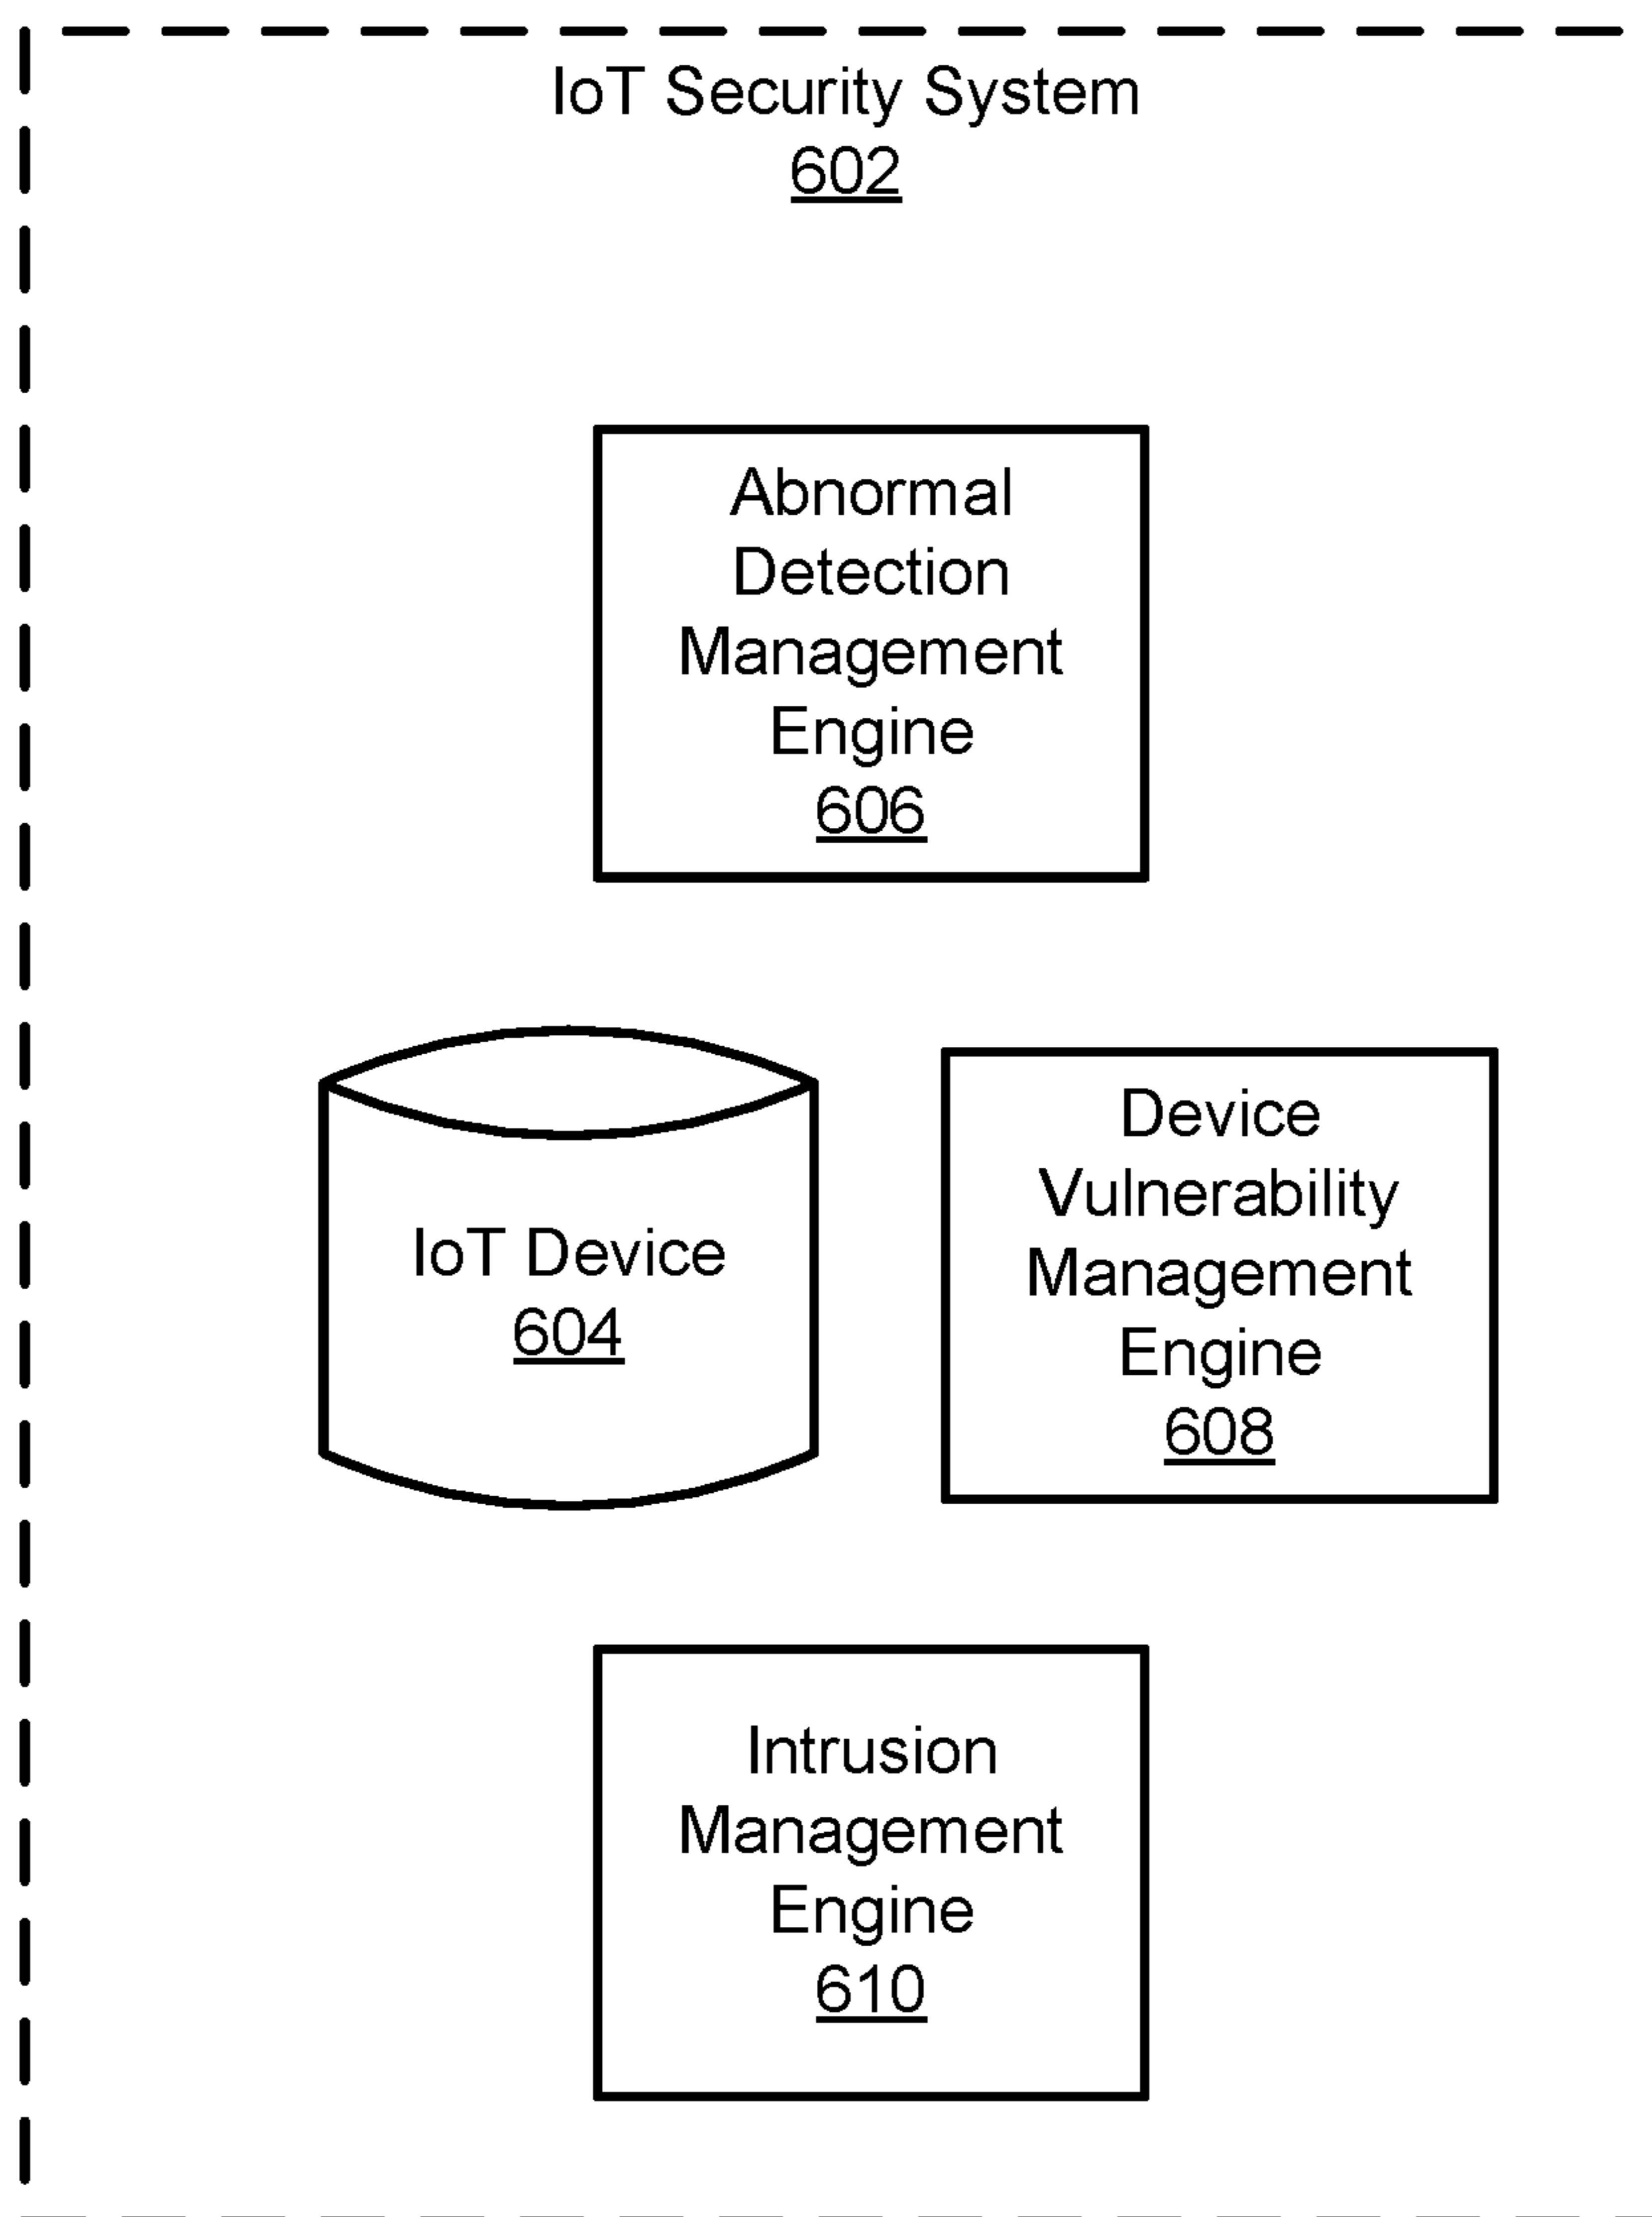 IoT Security System
602
Abnormal
Detection
Management
Engine
606
IoT Device
604
Device
Vulnerability
Management
Engine
608
Intrusion
Management
Engine
610